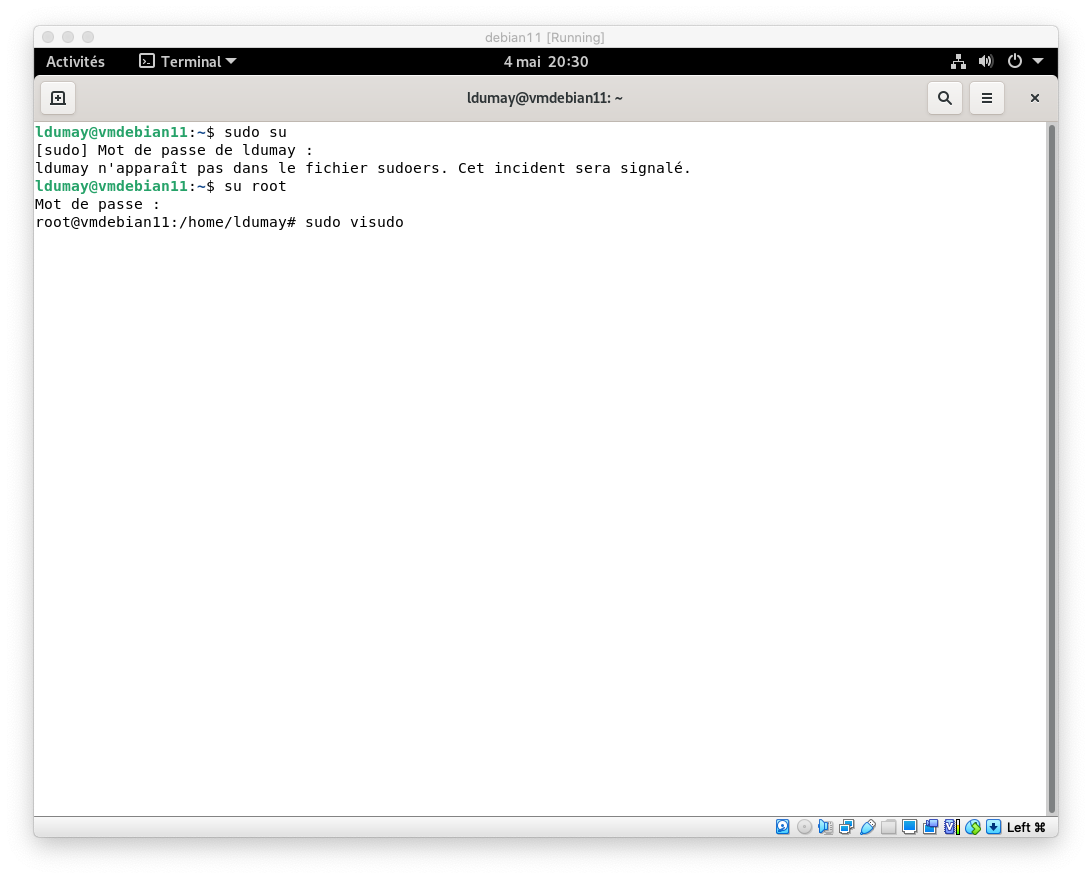 debian11 [Running]
Activités Terminal 4 mai 20:30
ldumay@vmdebian11: ~
ldumay@vmdebian11:~$ sudo su
[sudo] Mot de passe de ldumay :
ldumay n'apparaît pas dans le fichier sudoers. Cet incident sera signalé.
ldumay@vmdebian11:~$ su root
Mot de passe :
root@vmdebian11:/home/ldumay# sudo visudo
Left ⌘